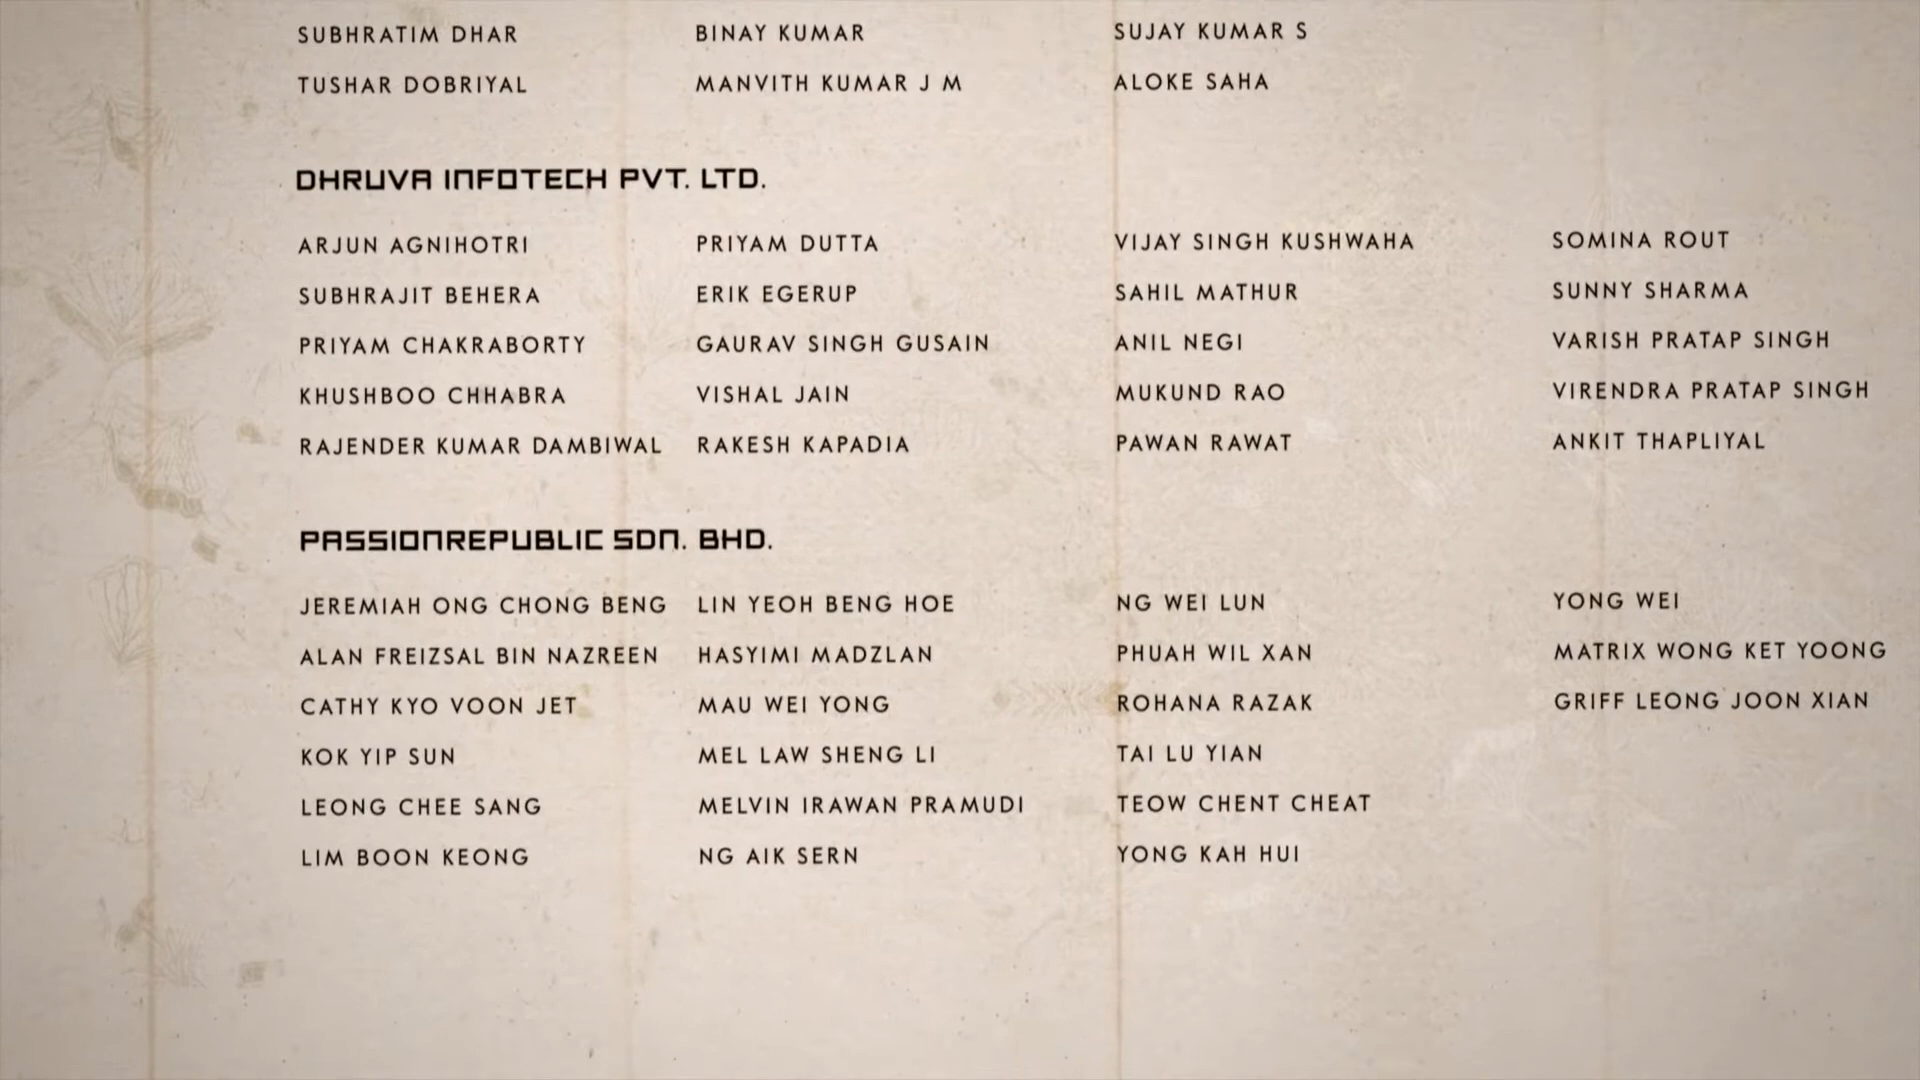 SUBHRATIM DHAR BINAY KUMAR SUJAY KUMAR S
TUSHAR DOBRIYAL MANVITH KUMAR J M ALOKE SAHA
DHRUVA INFOTECH PVT. LTD.
ARJUN AGNIHOTRI PRIYAM DUTTA VIJAY SINGH KUSHWAHA SOMINA ROUT
SUBHRAJIT BEHERA ERIK EGERUP SAHIL MATHUR SUNNY SHARMA
PRIYAM CHAKRABORTY GAURAV SINGH GUSAIN ANIL NEGI VARISH PRATAP SINGH
KHUSHBOO CHHABRA VISHAL JAIN MUKUND RAO VIRENDRA PRATAP SINGH
RAJENDER KUMAR DAMBIWAL RAKESH KAPADIA PAWAN RAWAT ANKIT THAPLIYAL
PASSIONREPUBLIC SDN. BHD.
JEREMIAH ONG CHONG BENG LIN YEOH BENG HOE NG WEI LUN YONG WEI
ALAN FREIZSAL BIN NAZREEN HASYIMI MADZLAN PHUAH WIL XAN MATRIX WONG KET YOONG
CATHY KYO VOON JET MAU WEI YONG ROHANA RAZAK GRIFF LEONG JOON XIAN
KOK YIP SUN MEL LAW SHENG LI TAI LU YIAN
LEONG CHEE SANG MELVIN IRAWAN PRAMUDI TEOW CHENT CHEAT
LIM BOON KEONG NG AIK SERN YONG KAH HUI